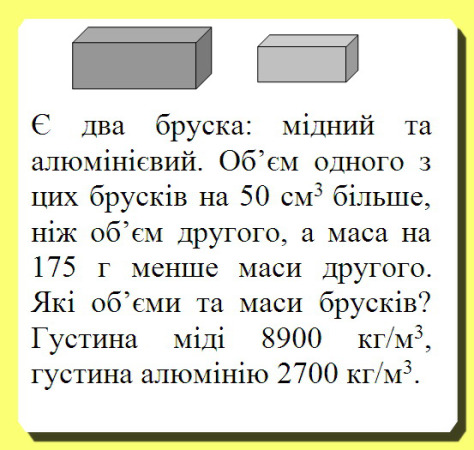 Є два бруска: мідний та
алюмінієвий. Об’єм одного з
цих брусків на 50 см³ більше,
ніж об’єм другого, а маса на
175 г менше маси другого.
Які об’єми та маси брусків?
Густина міді 8900 кг/м³,
густина алюмінію 2700 кг/м³.